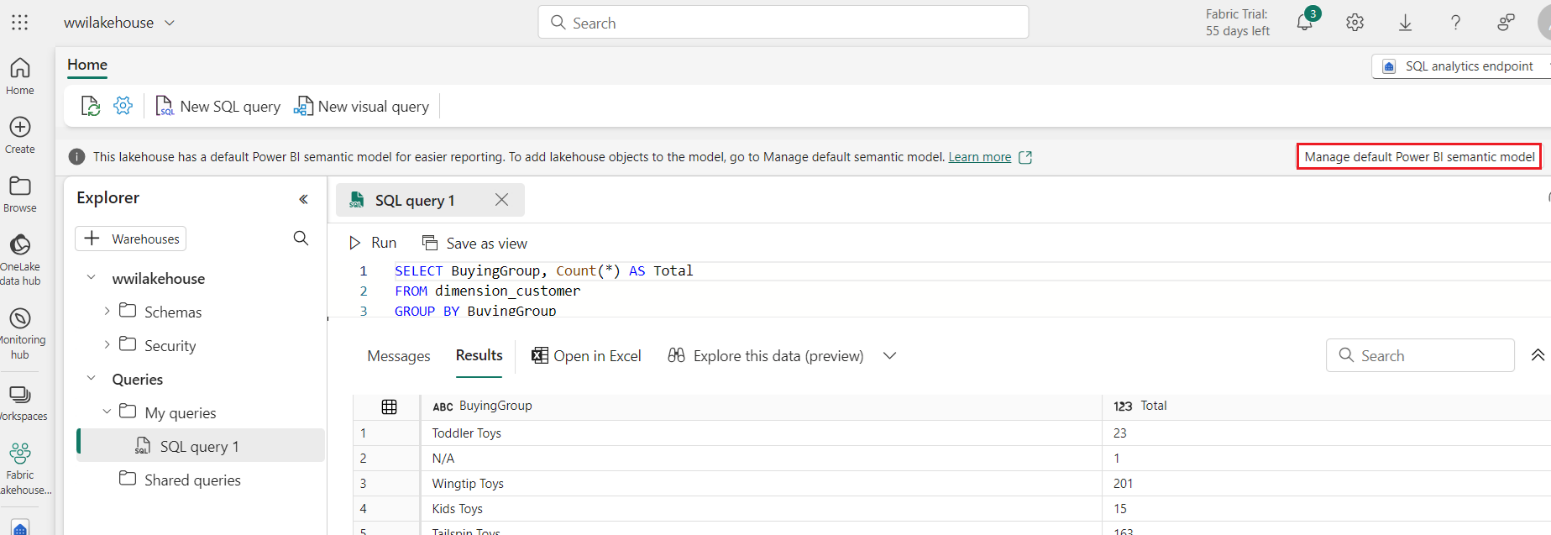 wwilakehouse
Search
Fabric Trial:
55 days left
3
?
Home
Home
SQL analytics endpoint
New SQL query
New visual query
Create
This lakehouse has a default Power BI semantic model for easier reporting. To add lakehouse objects to the model, go to Manage default semantic model. Learn more
Manage default Power BI semantic model
Browse
Explorer
SQL query 1
Warehouses
Run
Save as view
OneLake
data hub
wwilakehouse
1 SELECT BuyingGroup, Count(*) AS Total
2 FROM dimension_customer
3 GROUP BY BuyingGroup
Schemas
Security
Monitoring
hub
Messages
Results
Open in Excel
Explore this data (preview)
Search
Queries
My queries
Workspaces
ABC BuyingGroup
123 Total
1 Toddler Toys 23
SQL query 1
2 N/A 1
Shared queries
Fabric
Lakehouse...
3 Wingtip Toys 201
4 Kids Toys 15
5 Tailspin Toys 163